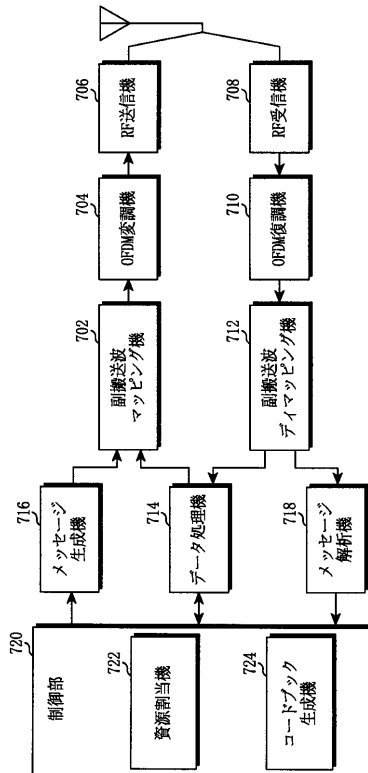 720
制御部
722
資源割当機
724
コードブック
生成機
716
メッセージ
生成機
714
データ処理機
718
メッセージ
解析機
702
副搬送波
マッピング機
712
副搬送波
ディマッピング機
704
OFDM変調機
710
OFDM復調機
706
RF送信機
708
RF受信機